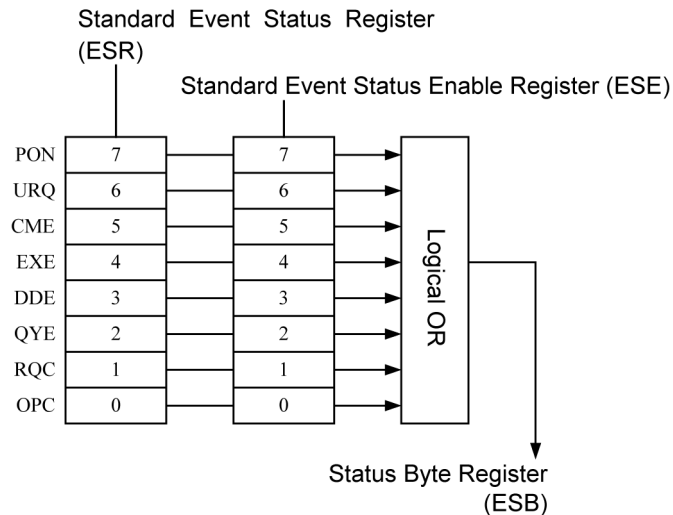 Standard Event Status Register
(ESR)
Standard Event Status Enable Register (ESE)
PON 7 7
URQ 6 6
CME 5 5
EXE 4 4
DDE 3 3
QYE 2 2
RQC 1 1
OPC 0 0
Logical OR
Status Byte Register
(ESB)